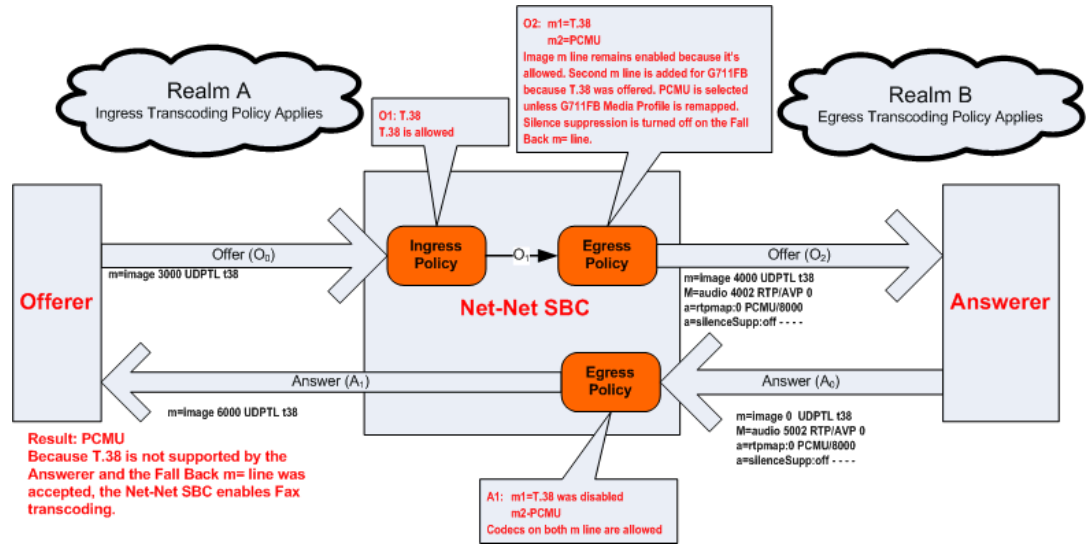 O2: m1=T.38
m2=PCMU
Image m line remains enabled because it's
allowed. Second m line is added for G711FB
because T.38 was offered. PCMU is selected
unless G711FB Media Profile is remapped.
Silence suppression is turned off on the Fall
Back m= line.
Realm A
Ingress Transcoding Policy Applies
Realm B
Egress Transcoding Policy Applies
O1: T.38
T.38 is allowed
Offerer
Offer (O0)
m=image 3000 UDPTL t38
Ingress
Policy
O1
Egress
Policy
Net-Net SBC
Offer (O2)
m=image 4000 UDPTL t38
M=audio 4002 RTP/AVP 0
a=rtpmap:0 PCMU/8000
a=silenceSupp:off - - - -
Answerer
Answer (A1)
m=image 6000 UDPTL t38
Egress
Policy
Answer (A0)
m=image 0 UDPTL t38
M=audio 5002 RTP/AVP 0
a=rtpmap:0 PCMU/8000
a=silenceSupp:off - - - -
Result: PCMU
Because T.38 is not supported by the
Answerer and the Fall Back m= line was
accepted, the Net-Net SBC enables Fax
transcoding.
A1: m1=T.38 was disabled
m2-PCMU
Codecs on both m line are allowed